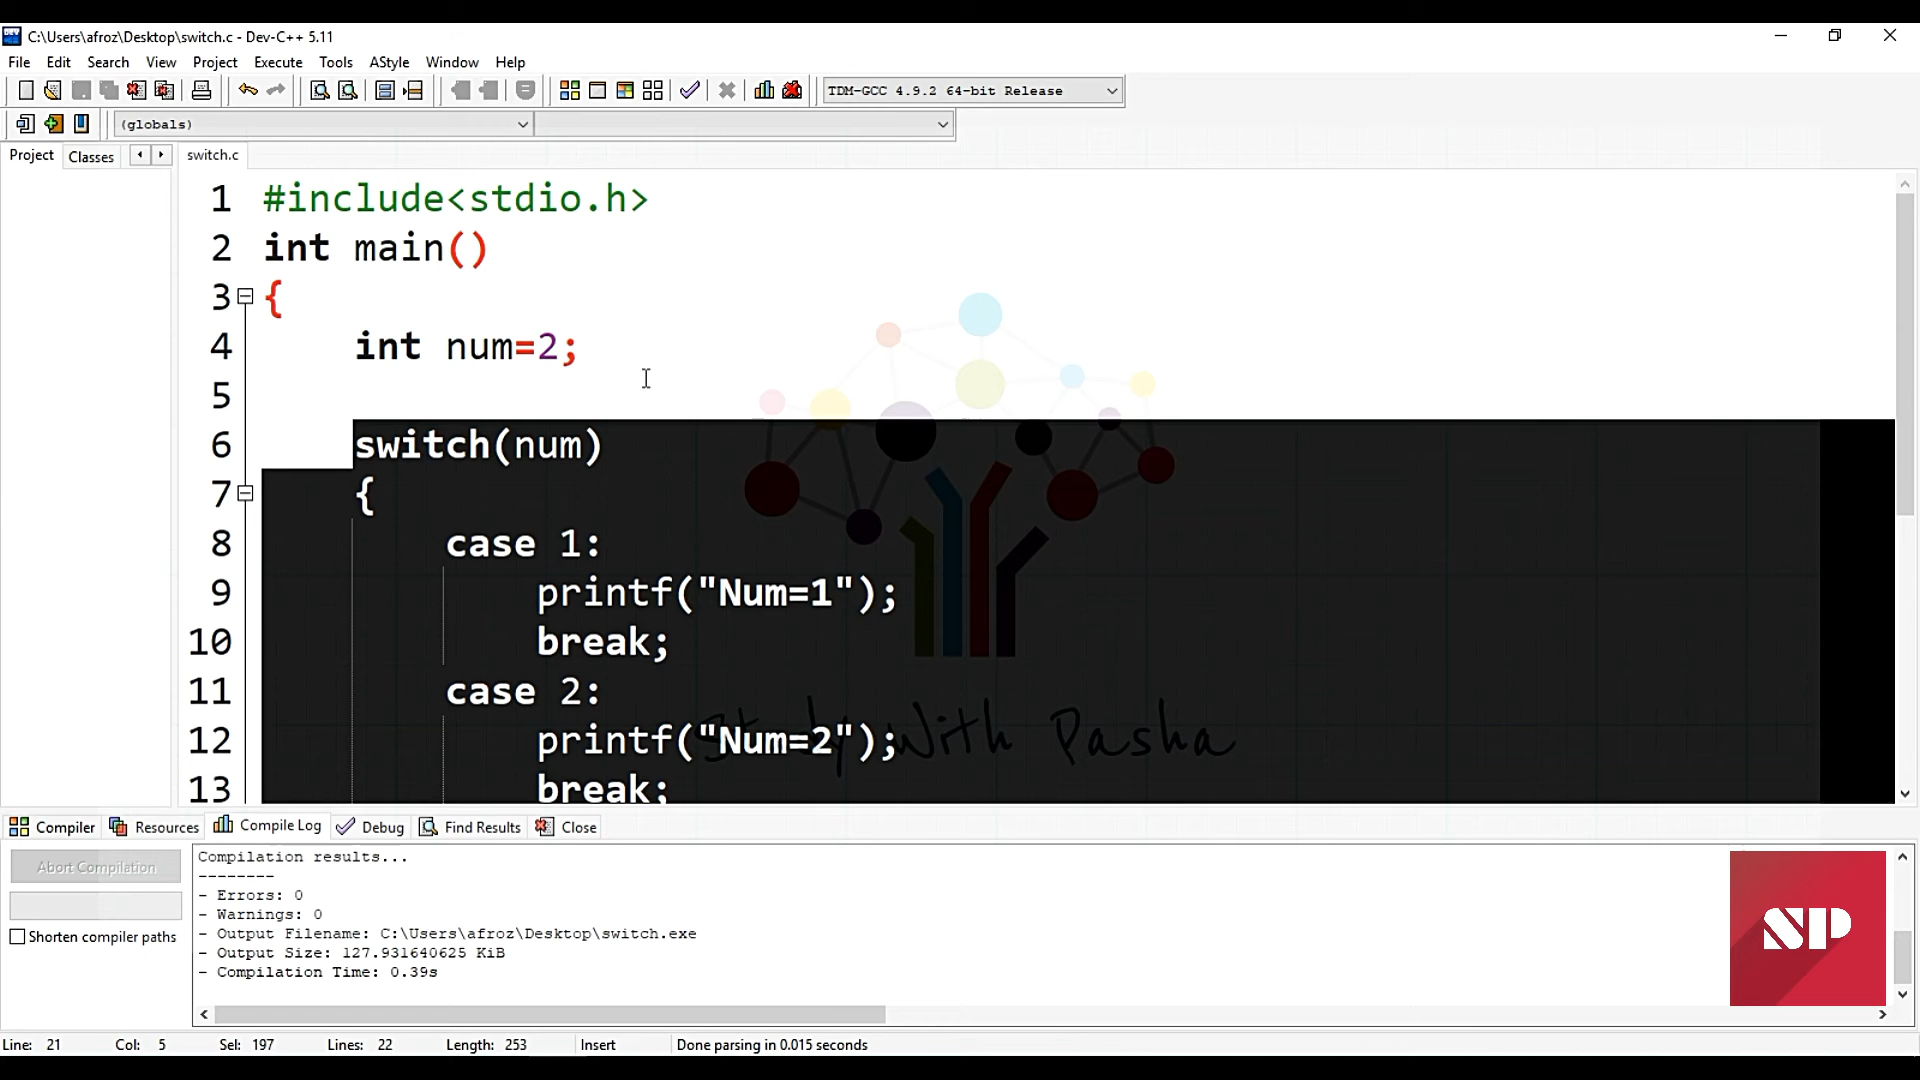 C:\Users\afroz\Desktop\switch.c - Dev-C++ 5.11
File Edit Search View Project Execute Tools AStyle Window Help
TDM-GCC 4.9.2 64-bit Release
(globals)
Project Classes switch.c
1 #include<stdio.h>
2 int main()
3 {
4 int num=2;
5
6 switch(num)
7 {
8 case 1:
9 printf("Num=1");
10 break;
11 case 2:
12 printf("Num=2");
13 break;
Study With Pasha
Compiler Resources Compile Log Debug Find Results Close
Abort Compilation
Shorten compiler paths
Compilation results...
--------
- Errors: 0
- Warnings: 0
- Output Filename: C:\Users\afroz\Desktop\switch.exe
- Output Size: 127.931640625 KiB
- Compilation Time: 0.39s
SP
Line: 21 Col: 5 Sel: 197 Lines: 22 Length: 253 Insert Done parsing in 0.015 seconds